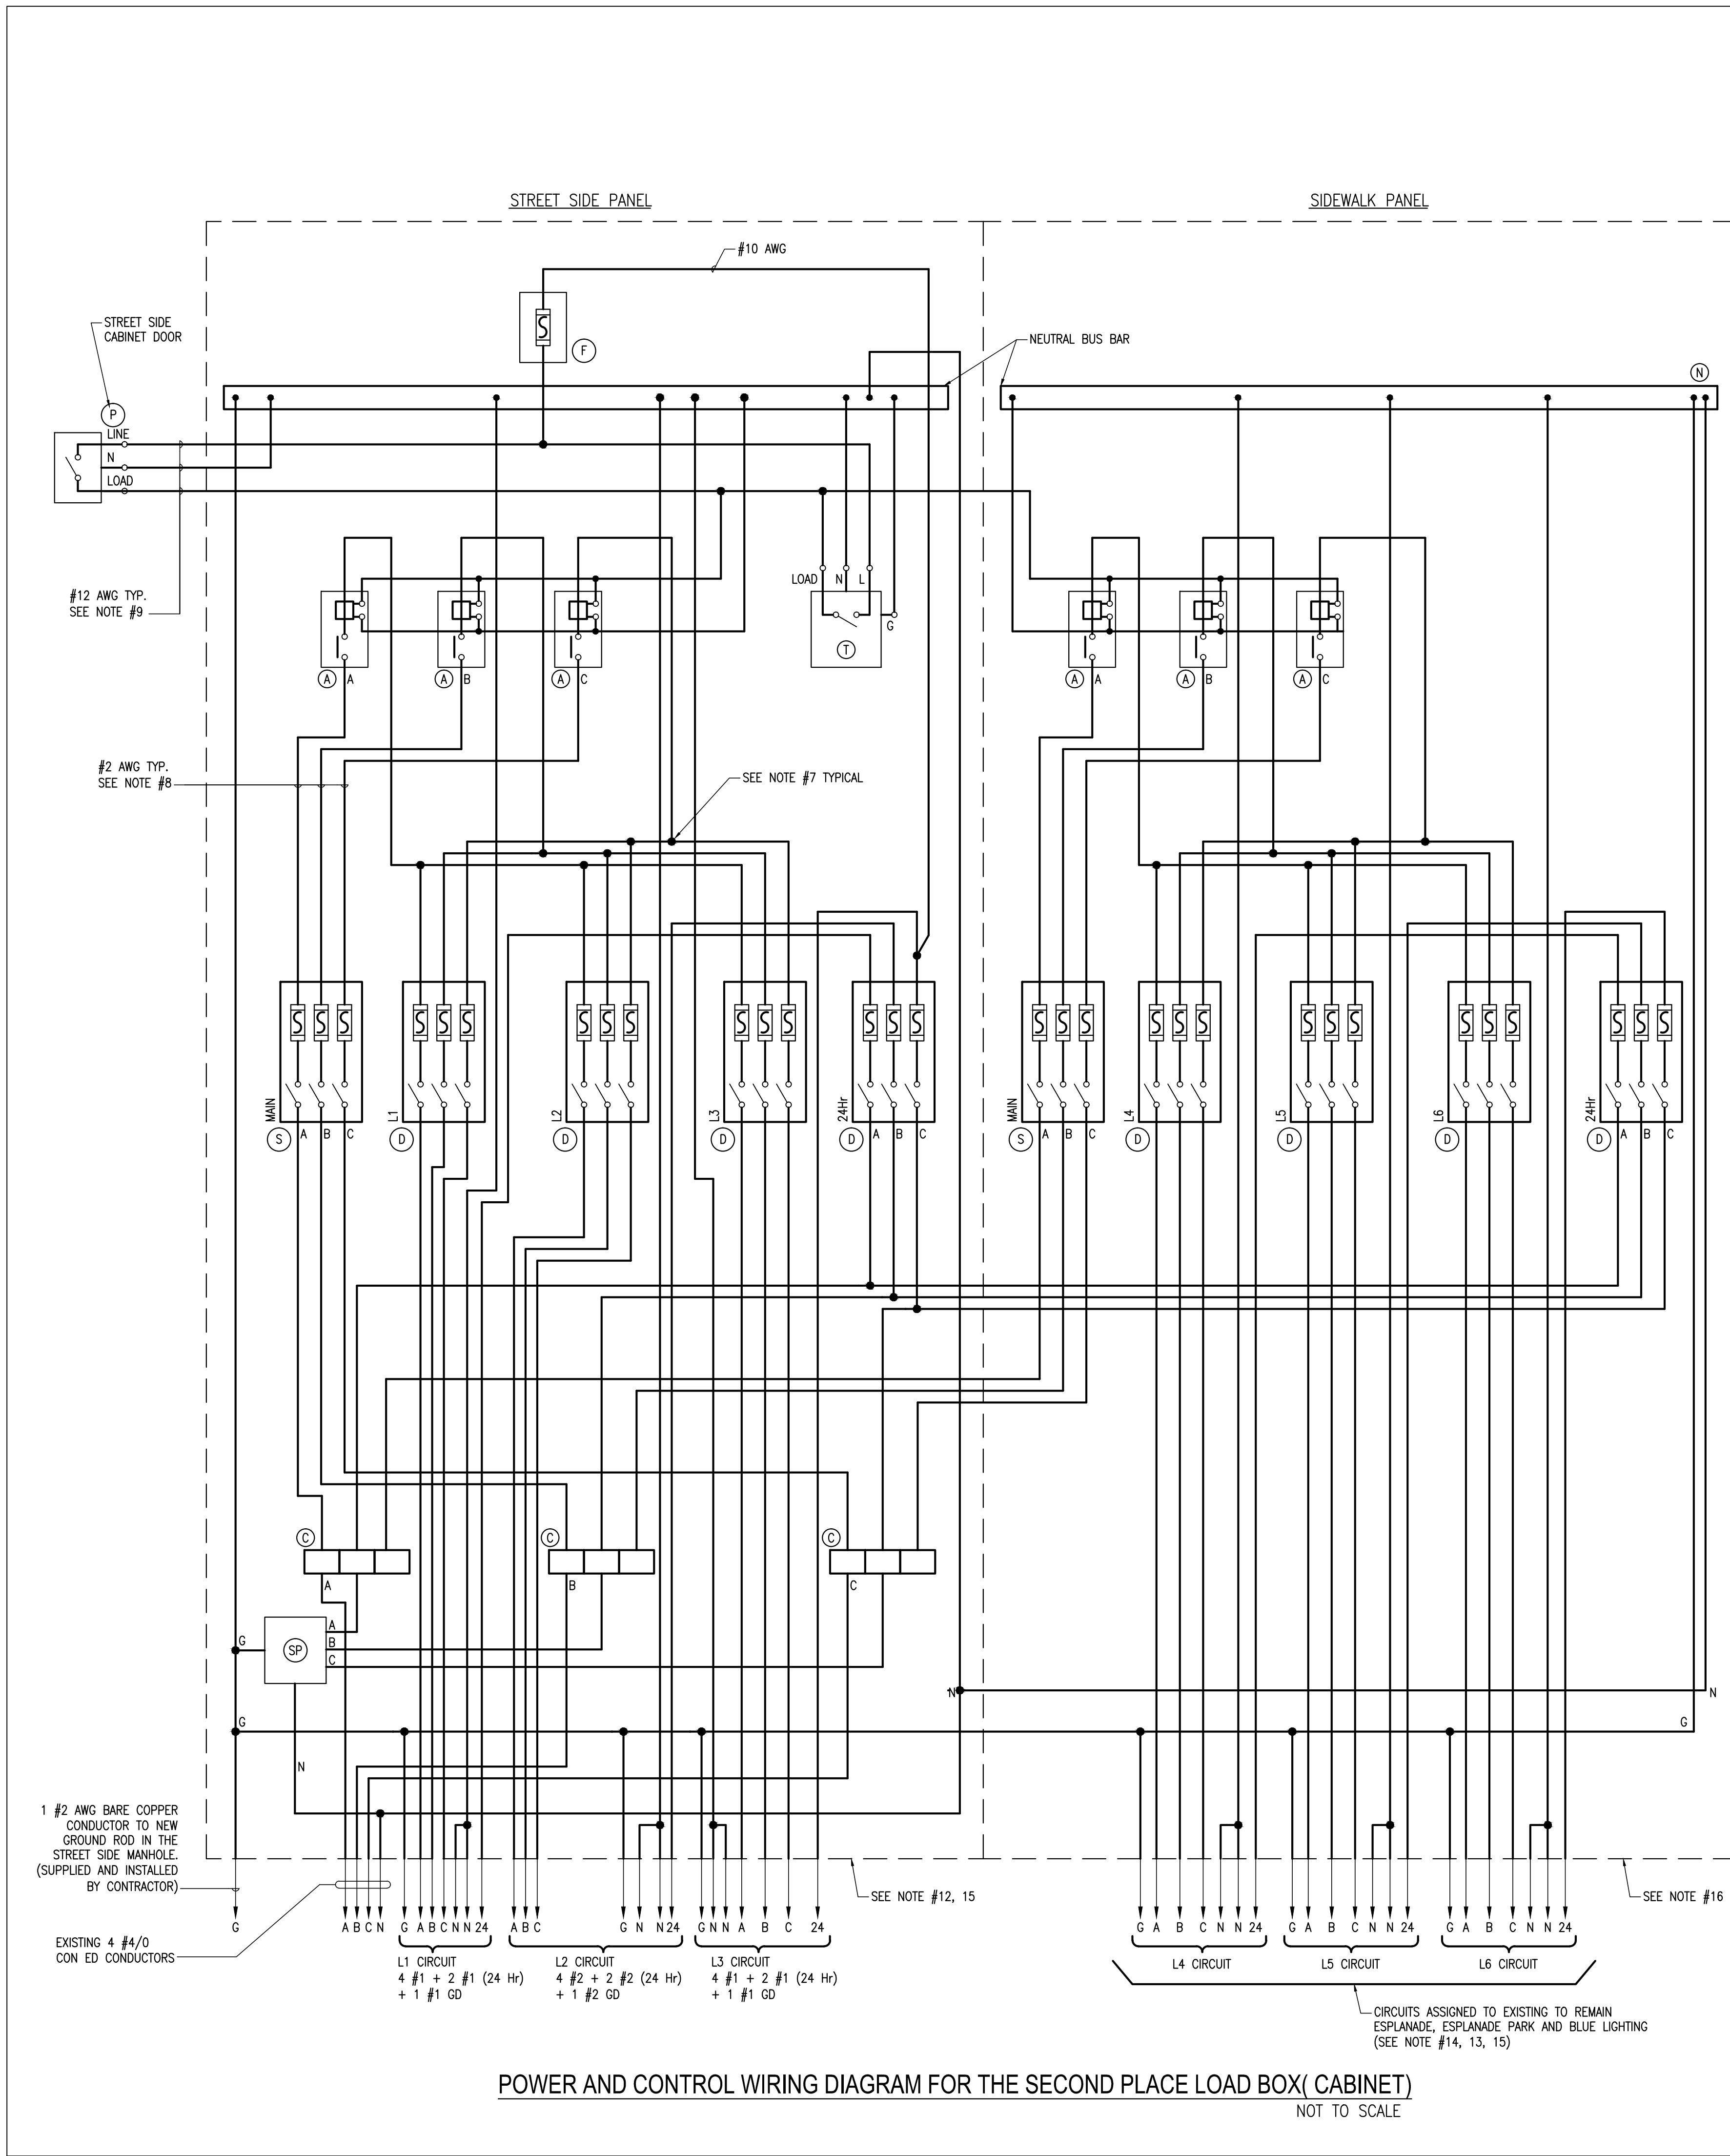 STREET SIDE PANEL
SIDEWALK PANEL
#10 AWG
STREET SIDE
CABINET DOOR
F
NEUTRAL BUS BAR
N
P
LINE
N
LOAD
#12 AWG TYP.
SEE NOTE #9
LOAD N L
G
T
A A
A B
A C
A A
A B
A C
#2 AWG TYP.
SEE NOTE #8
SEE NOTE #7 TYPICAL
MAIN
S A B C
L1
D
L2
D
L3
D
24Hr
D A B C
MAIN
S A B C
L4
D
L5
D
L6
D
24Hr
D A B C
C
C
C
A
B
C
SP
G
A
B
C
N
N
G
G
N
1 #2 AWG BARE COPPER
CONDUCTOR TO NEW
GROUND ROD IN THE
STREET SIDE MANHOLE.
(SUPPLIED AND INSTALLED
BY CONTRACTOR)
SEE NOTE #12, 15
SEE NOTE #16
G
A B C N
G A B C N N 24
A B C
G N N 24
G N N A B C 24
G A B C N N 24
G A B C N N 24
G A B C N N 24
EXISTING 4 #4/0
CON ED CONDUCTORS
L1 CIRCUIT
4 #1 + 2 #1 (24 Hr)
+ 1 #1 GD
L2 CIRCUIT
4 #2 + 2 #2 (24 Hr)
+ 1 #2 GD
L3 CIRCUIT
4 #1 + 2 #1 (24 Hr)
+ 1 #1 GD
L4 CIRCUIT
L5 CIRCUIT
L6 CIRCUIT
CIRCUITS ASSIGNED TO EXISTING TO REMAIN
ESPLANADE, ESPLANADE PARK AND BLUE LIGHTING
(SEE NOTE #14, 13, 15)
POWER AND CONTROL WIRING DIAGRAM FOR THE SECOND PLACE LOAD BOX( CABINET)
NOT TO SCALE